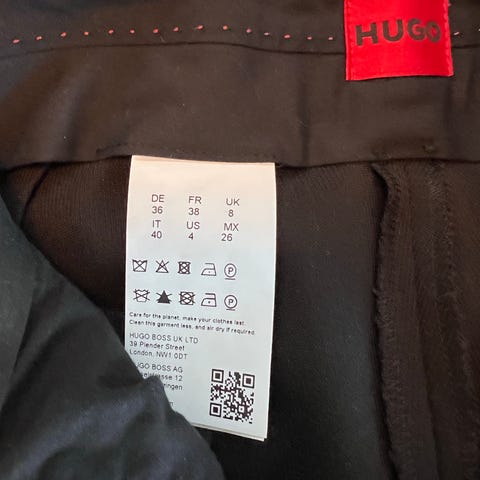 HUGO
DE FR UK
36 38 8
IT US MX
40 4 26
P
P
Care for the planet, make your clothes last.
Clean this garment less, and air dry if required.
HUGO BOSS UK LTD
39 Plender Street
London, NW1 0DT
HUGO BOSS AG
12